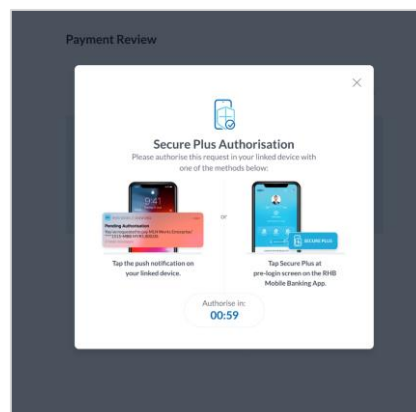 Payment Review
Secure Plus Authorisation
Please authorise this request in your linked device with
one of the methods below:
9:41
Pending Authorisation
or
SECURE PLUS
Tap the push notification on
your linked device.
Tap Secure Plus at
pre-login screen on the RHB
Mobile Banking App.
Authorise in:
00:59